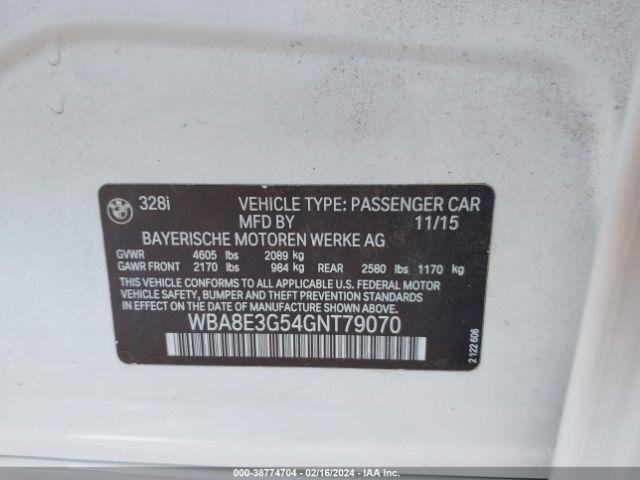 328i VEHICLE TYPE: PASSENGER CAR
MFD BY 11/15
BAYERISCHE MOTOREN WERKE AG
GVWR 4605 lbs 2089 kg
GAWR FRONT 2170 lbs 984 kg REAR 2580 lbs 1170 kg
THIS VEHICLE CONFORMS TO ALL APPLICABLE U.S. FEDERAL MOTOR
VEHICLE SAFETY, BUMPER AND THEFT PREVENTION STANDARDS
IN EFFECT ON THE DATE OF MANUFACTURE SHOWN ABOVE.
WBA8E3G54GNT79070
2 122 606
(W) (0-38774704 - 02/16/2024 - IAA Inc.